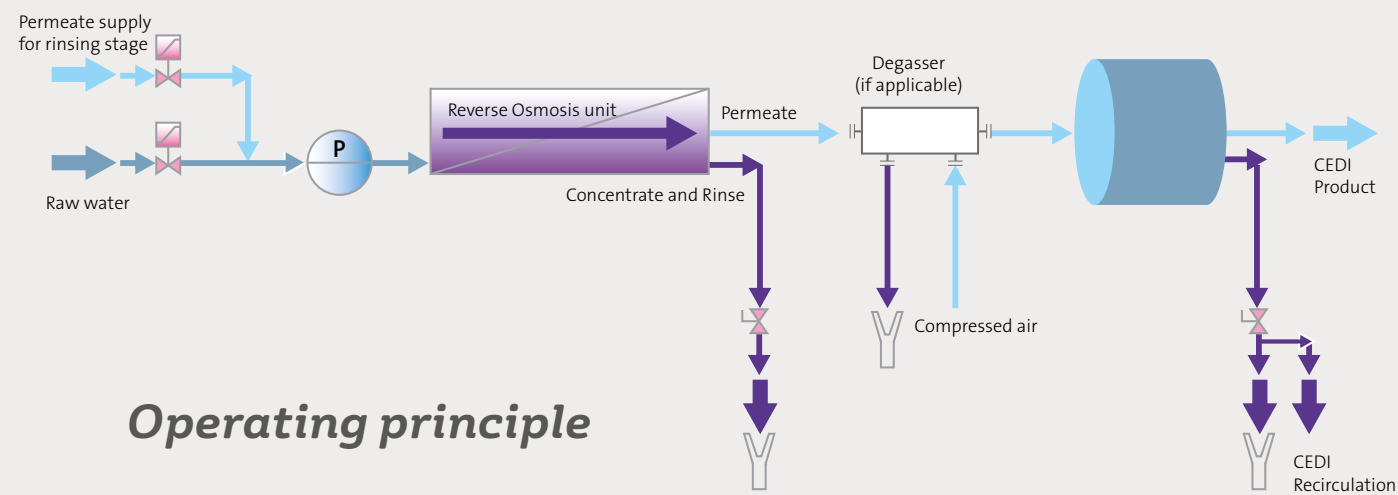 Permeate supply
for rinsing stage
Raw water
P
Reverse Osmosis unit
Permeate
Concentrate and Rinse
Degasser
(if applicable)
Compressed air
CEDI
Product
CEDI
Recirculation
Operating principle